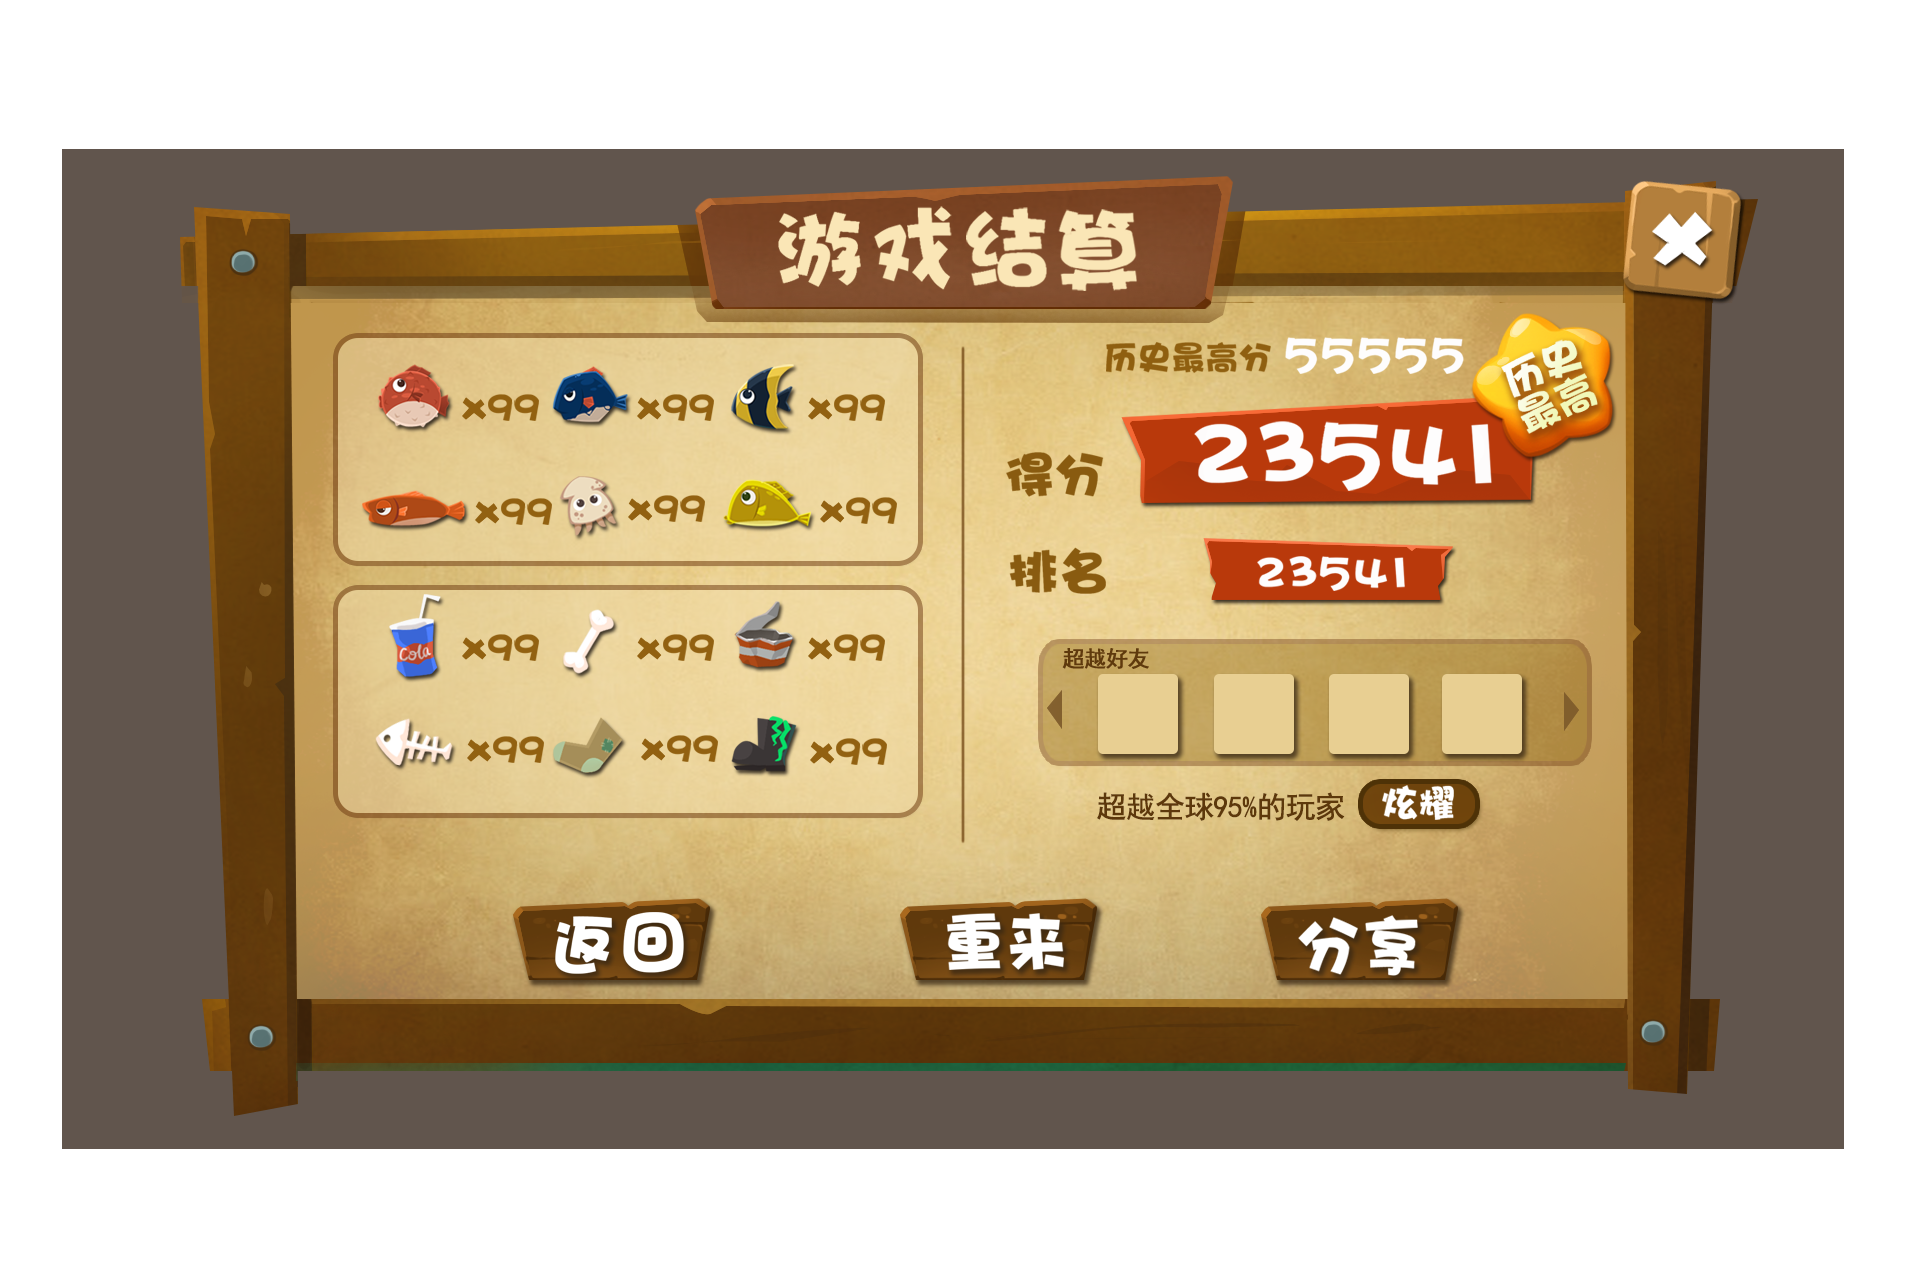 游戏结算
x99 x99 x99
x99 x99 x99
Cola
x99 x99 x99
x99 x99 x99
历史最高分 55555
历史
最高
得分 23541
排名 23541
超越好友
超越全球95%的玩家 炫耀
返回 重来 分享